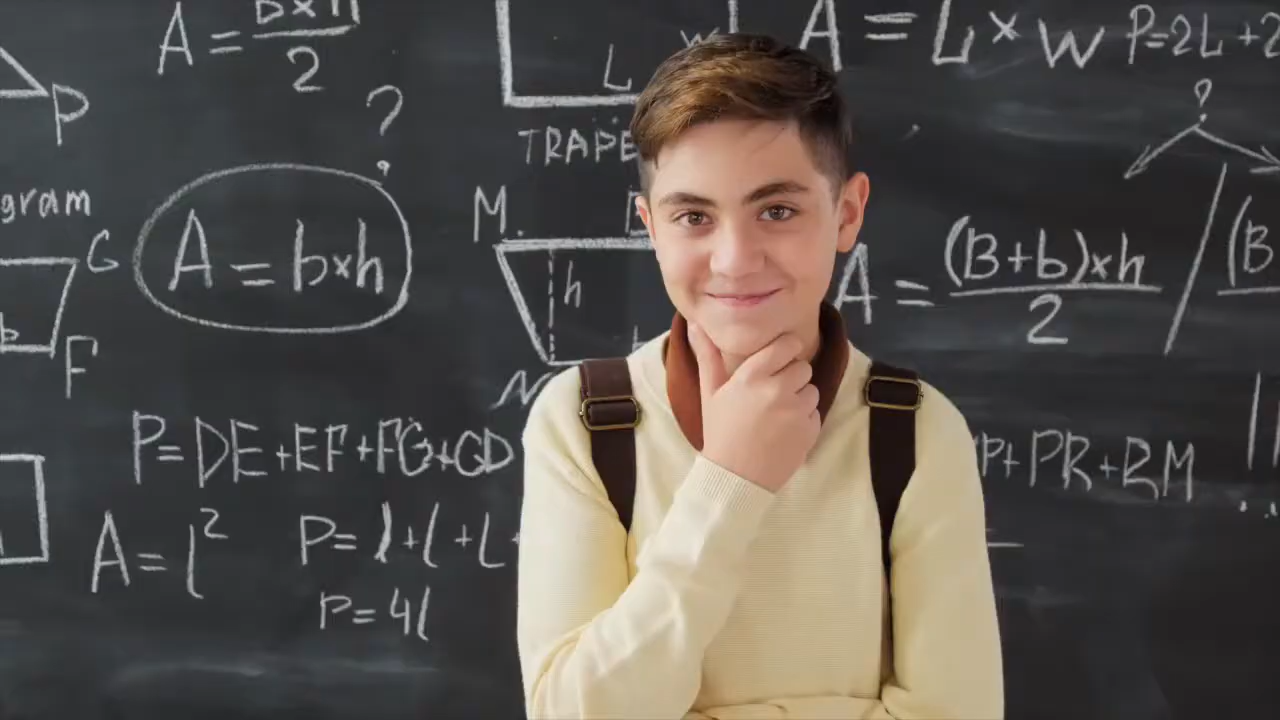 A = b×h
2
L
W
A = L×W
P=2L+2
P
?
?
TRAPE
gram
M
G
A = b×h
h
A = (B+b)×h
2
(B
b
F
N
P=DE+EF+FG+GD
P+PR+RM
A=l²
P=l+l+l+
P=4l